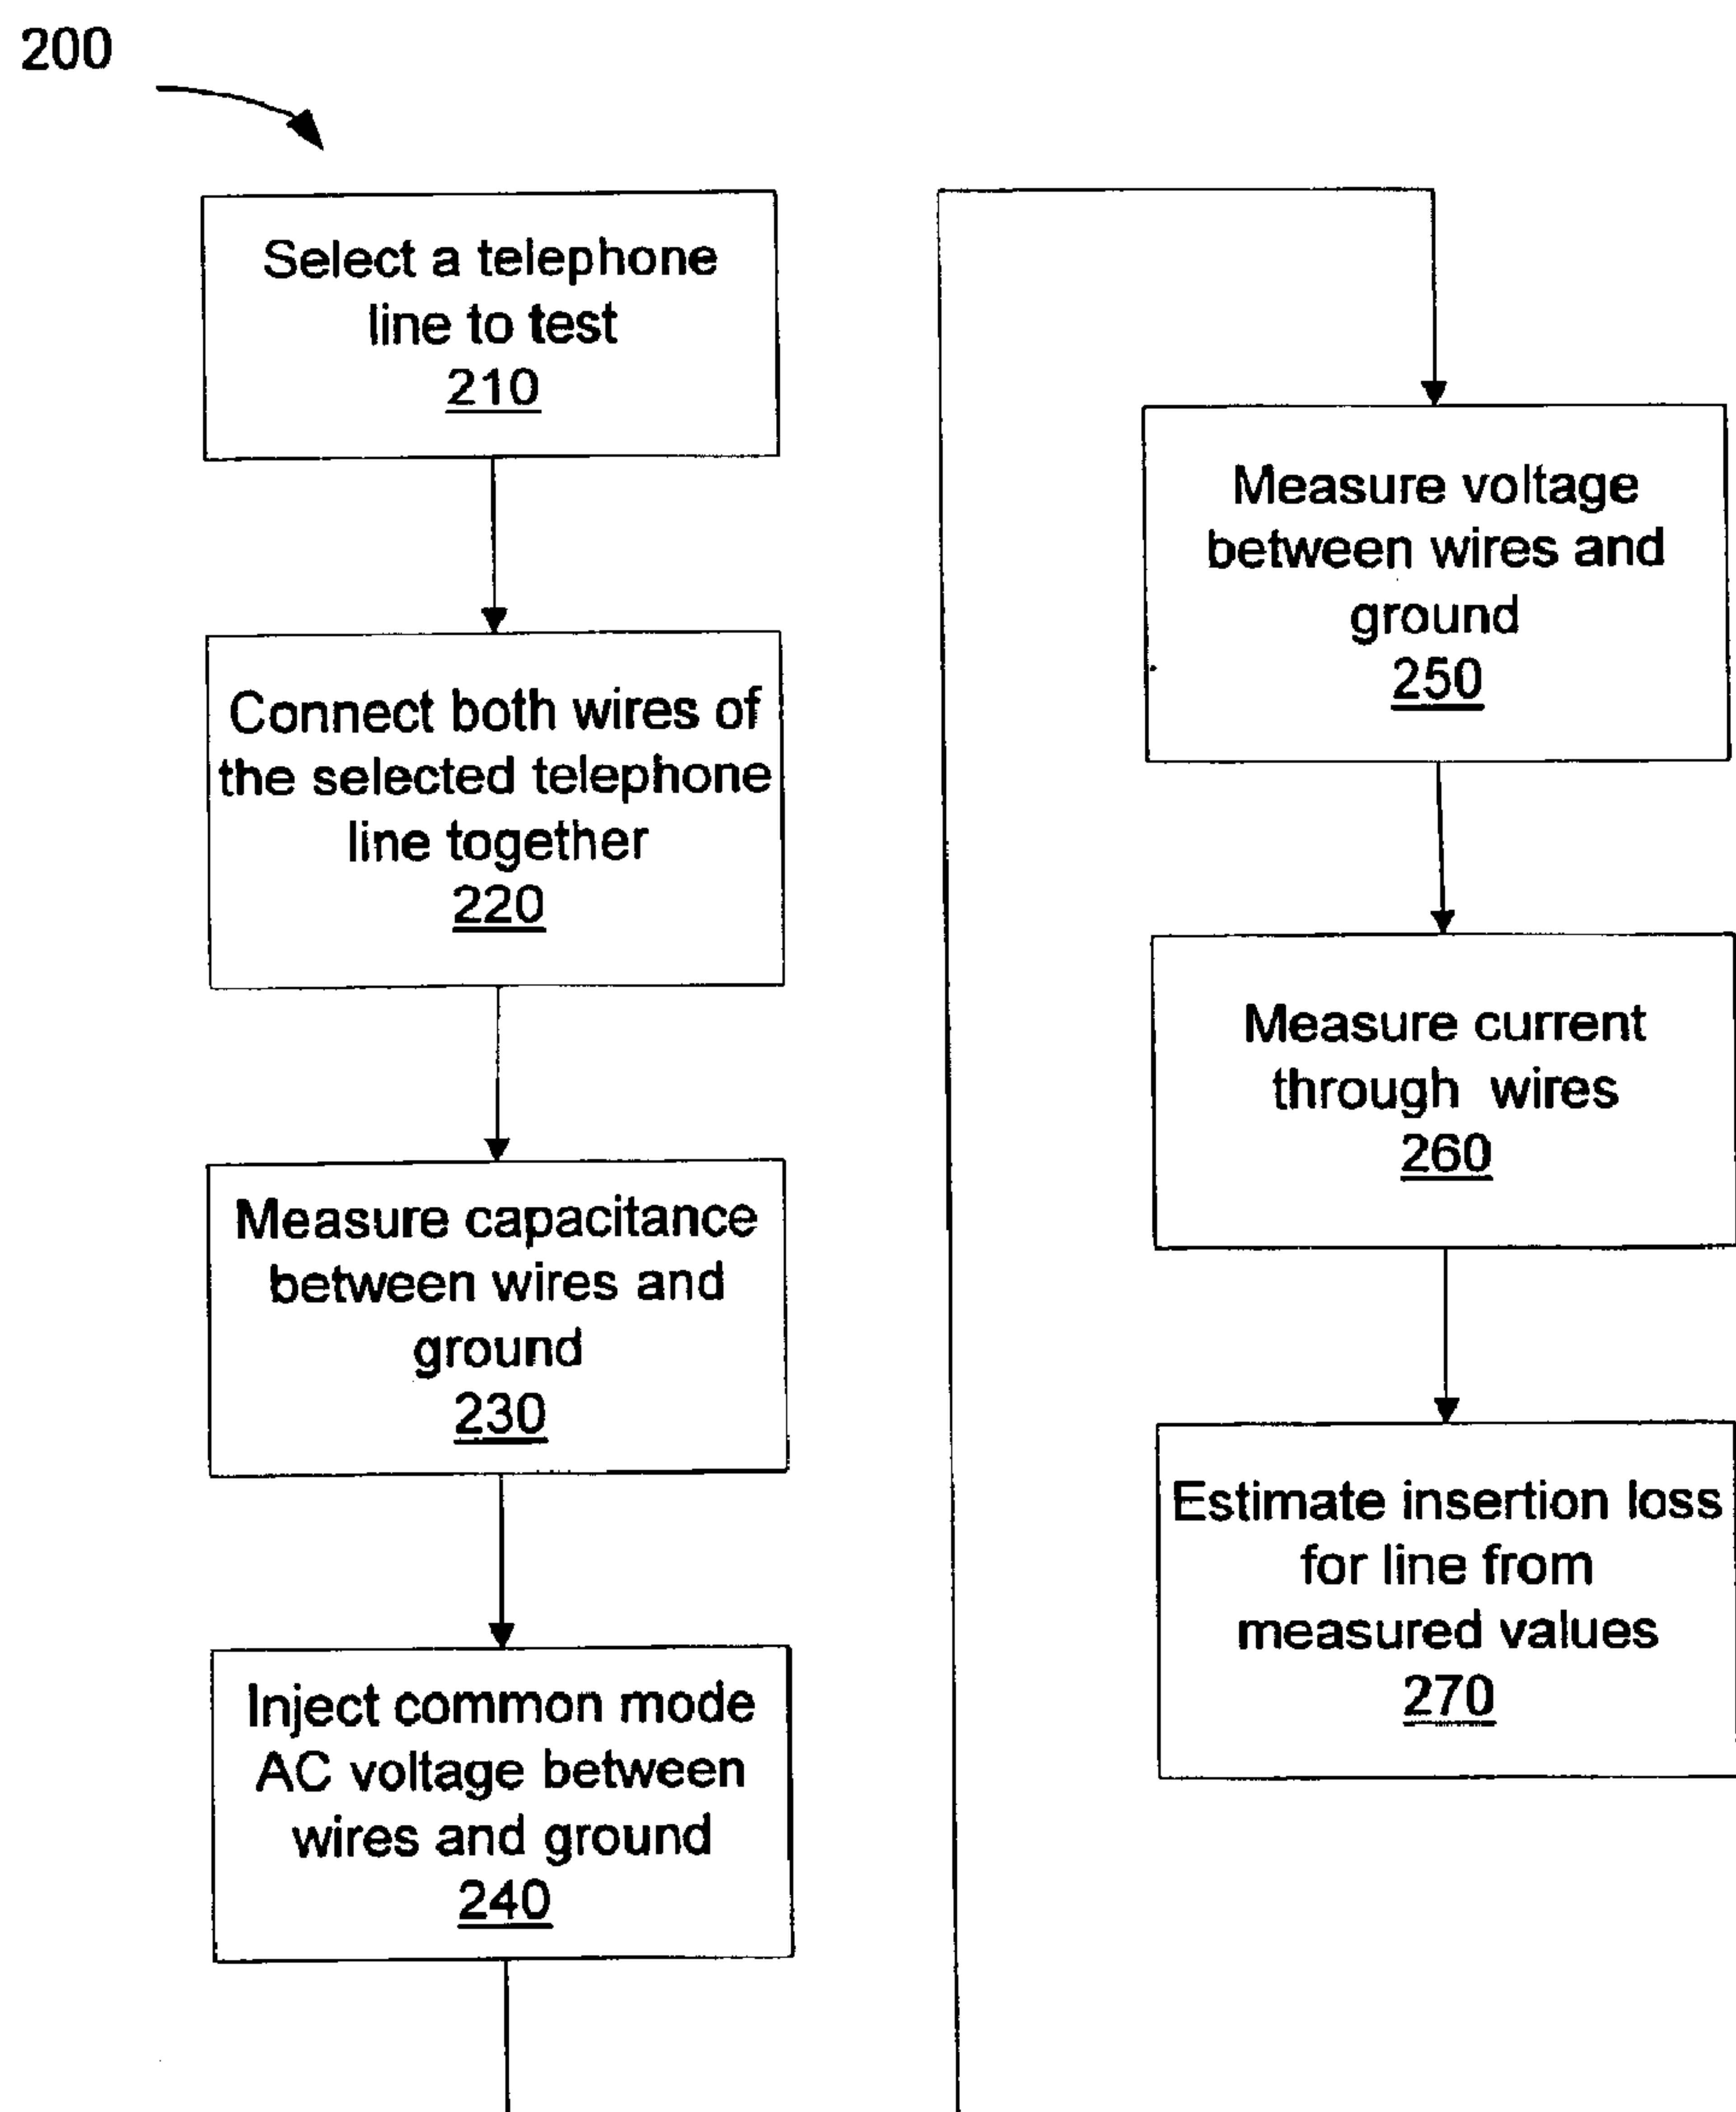 200
Select a telephone
line to test
210
Connect both wires of
the selected telephone
line together
220
Measure capacitance
between wires and
ground
230
Inject common mode
AC voltage between
wires and ground
240
Measure voltage
between wires and
ground
250
Measure current
through wires
260
Estimate insertion loss
for line from
measured values
270